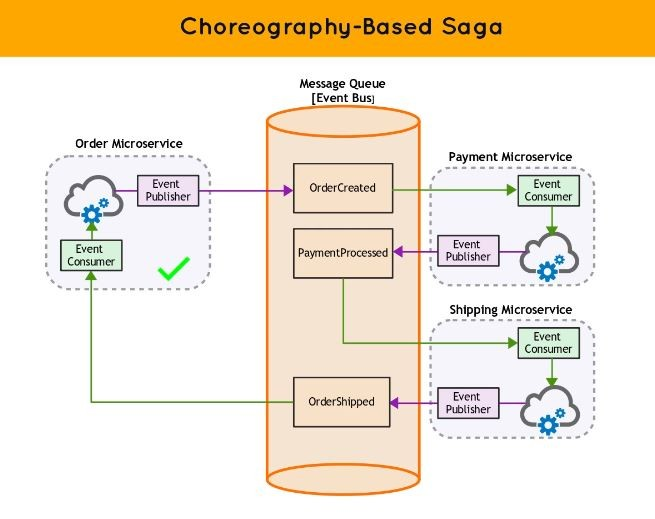 Choreography-Based Saga
Message Queue
[Event Bus]
Order Microservice
Event
Publisher
Event
Consumer
OrderCreated
PaymentProcessed
OrderShipped
Payment Microservice
Event
Consumer
Event
Publisher
Shipping Microservice
Event
Consumer
Event
Publisher